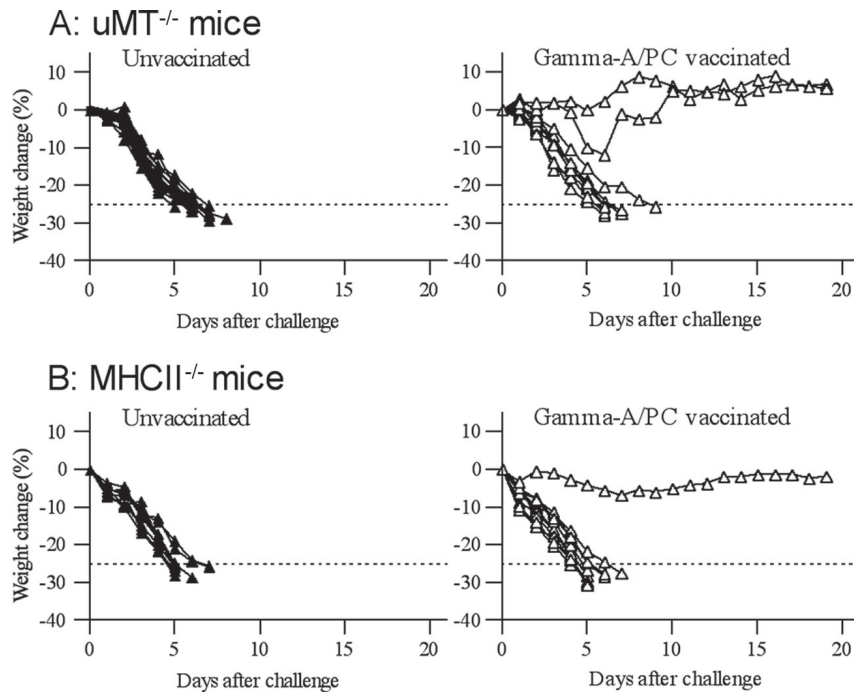 A: uMT-/- mice
Unvaccinated
Gamma-A/PC vaccinated
10
0
-10
-20
-30
-40
Weight change (%)
0 5 10 15 20
Days after challenge
10
0
-10
-20
-30
-40
0 5 10 15 20
Days after challenge
B: MHCII-/- mice
Unvaccinated
Gamma-A/PC vaccinated
10
0
-10
-20
-30
-40
Weight change (%)
0 5 10 15 20
Days after challenge
10
0
-10
-20
-30
-40
0 5 10 15 20
Days after challenge